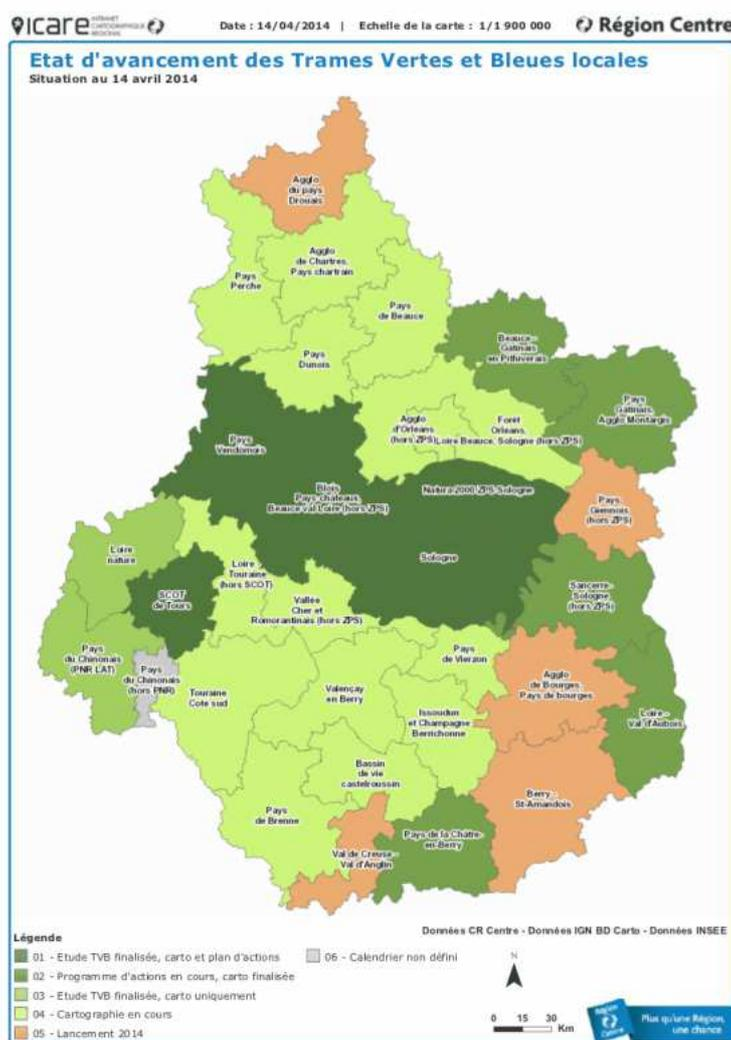 icare INTRANET
CARTOGRAPHIQUE
REGIONAL
Date : 14/04/2014 | Echelle de la carte : 1/1 900 000
Région Centre
Etat d'avancement des Trames Vertes et Bleues locales
Situation au 14 avril 2014
Agglo
du pays
Drouais
Agglo
de Chartres,
Pays chartrain
Pays
Perche
Pays
de Beauce
Beauce -
Gatinais
en Pithiverais
Pays
Dunois
Pays
Gâtinais,
Agglo Montargis
Agglo
d'Orléans
(hors ZPS)
Forêt
Orléans,
Loire Beauce, Sologne (hors ZPS)
Pays
Vendomois
Blois
Pays chateaux,
Beauce val Loire (hors ZPS)
Natura 2000 ZPS Sologne
Pays
Giennois
(hors ZPS)
Sologne
Loire
nature
Loire
Touraine
(hors SCOT)
SCOT
de Tours
Vallée
Cher et
Romorantinais (hors ZPS)
Sancerre
Sologne
(hors ZPS)
Pays
du Chinonais
(PNR LAT)
Pays
du Chinonais
(hors PNR)
Touraine
Cote sud
Pays
de Vierzon
Valençay
en Berry
Agglo
de Bourges,
Pays de bourges
Issoudun
et Champagne
Berrichonne
Loire -
Val d'Aubois
Bassin
de vie
castelroussin
Berry -
St-Amandois
Pays
de Brenne
Pays de la Châtre
en Berry
Val de Creuse -
Val d'Anglin
Données CR Centre - Données IGN BD Carto - Données INSEE
Légende
01 - Etude TVB finalisée, carto et plan d'actions
02 - Programme d'actions en cours, carto finalisée
03 - Etude TVB finalisée, carto uniquement
04 - Cartographie en cours
05 - Lancement 2014
06 - Calendrier non défini
N
0 15 30
Km
Région
Centre
Plus qu'une Région,
une chance